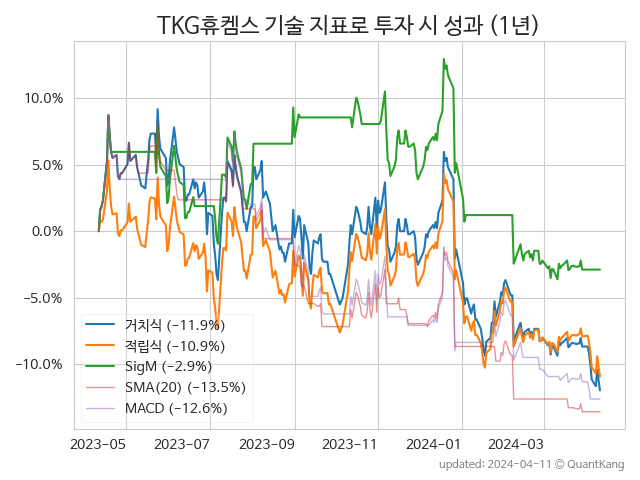 TKG휴켐스 기술 지표로 투자 시 성과 (1년)
10.0%
5.0%
0.0%
−5.0%
−10.0%
거치식 (−11.9%)
적립식 (−10.9%)
SigM (−2.9%)
SMA(20) (−13.5%)
MACD (−12.6%)
2023-05 2023-07 2023-09 2023-11 2024-01 2024-03
updated: 2024-04-11 © QuantKang